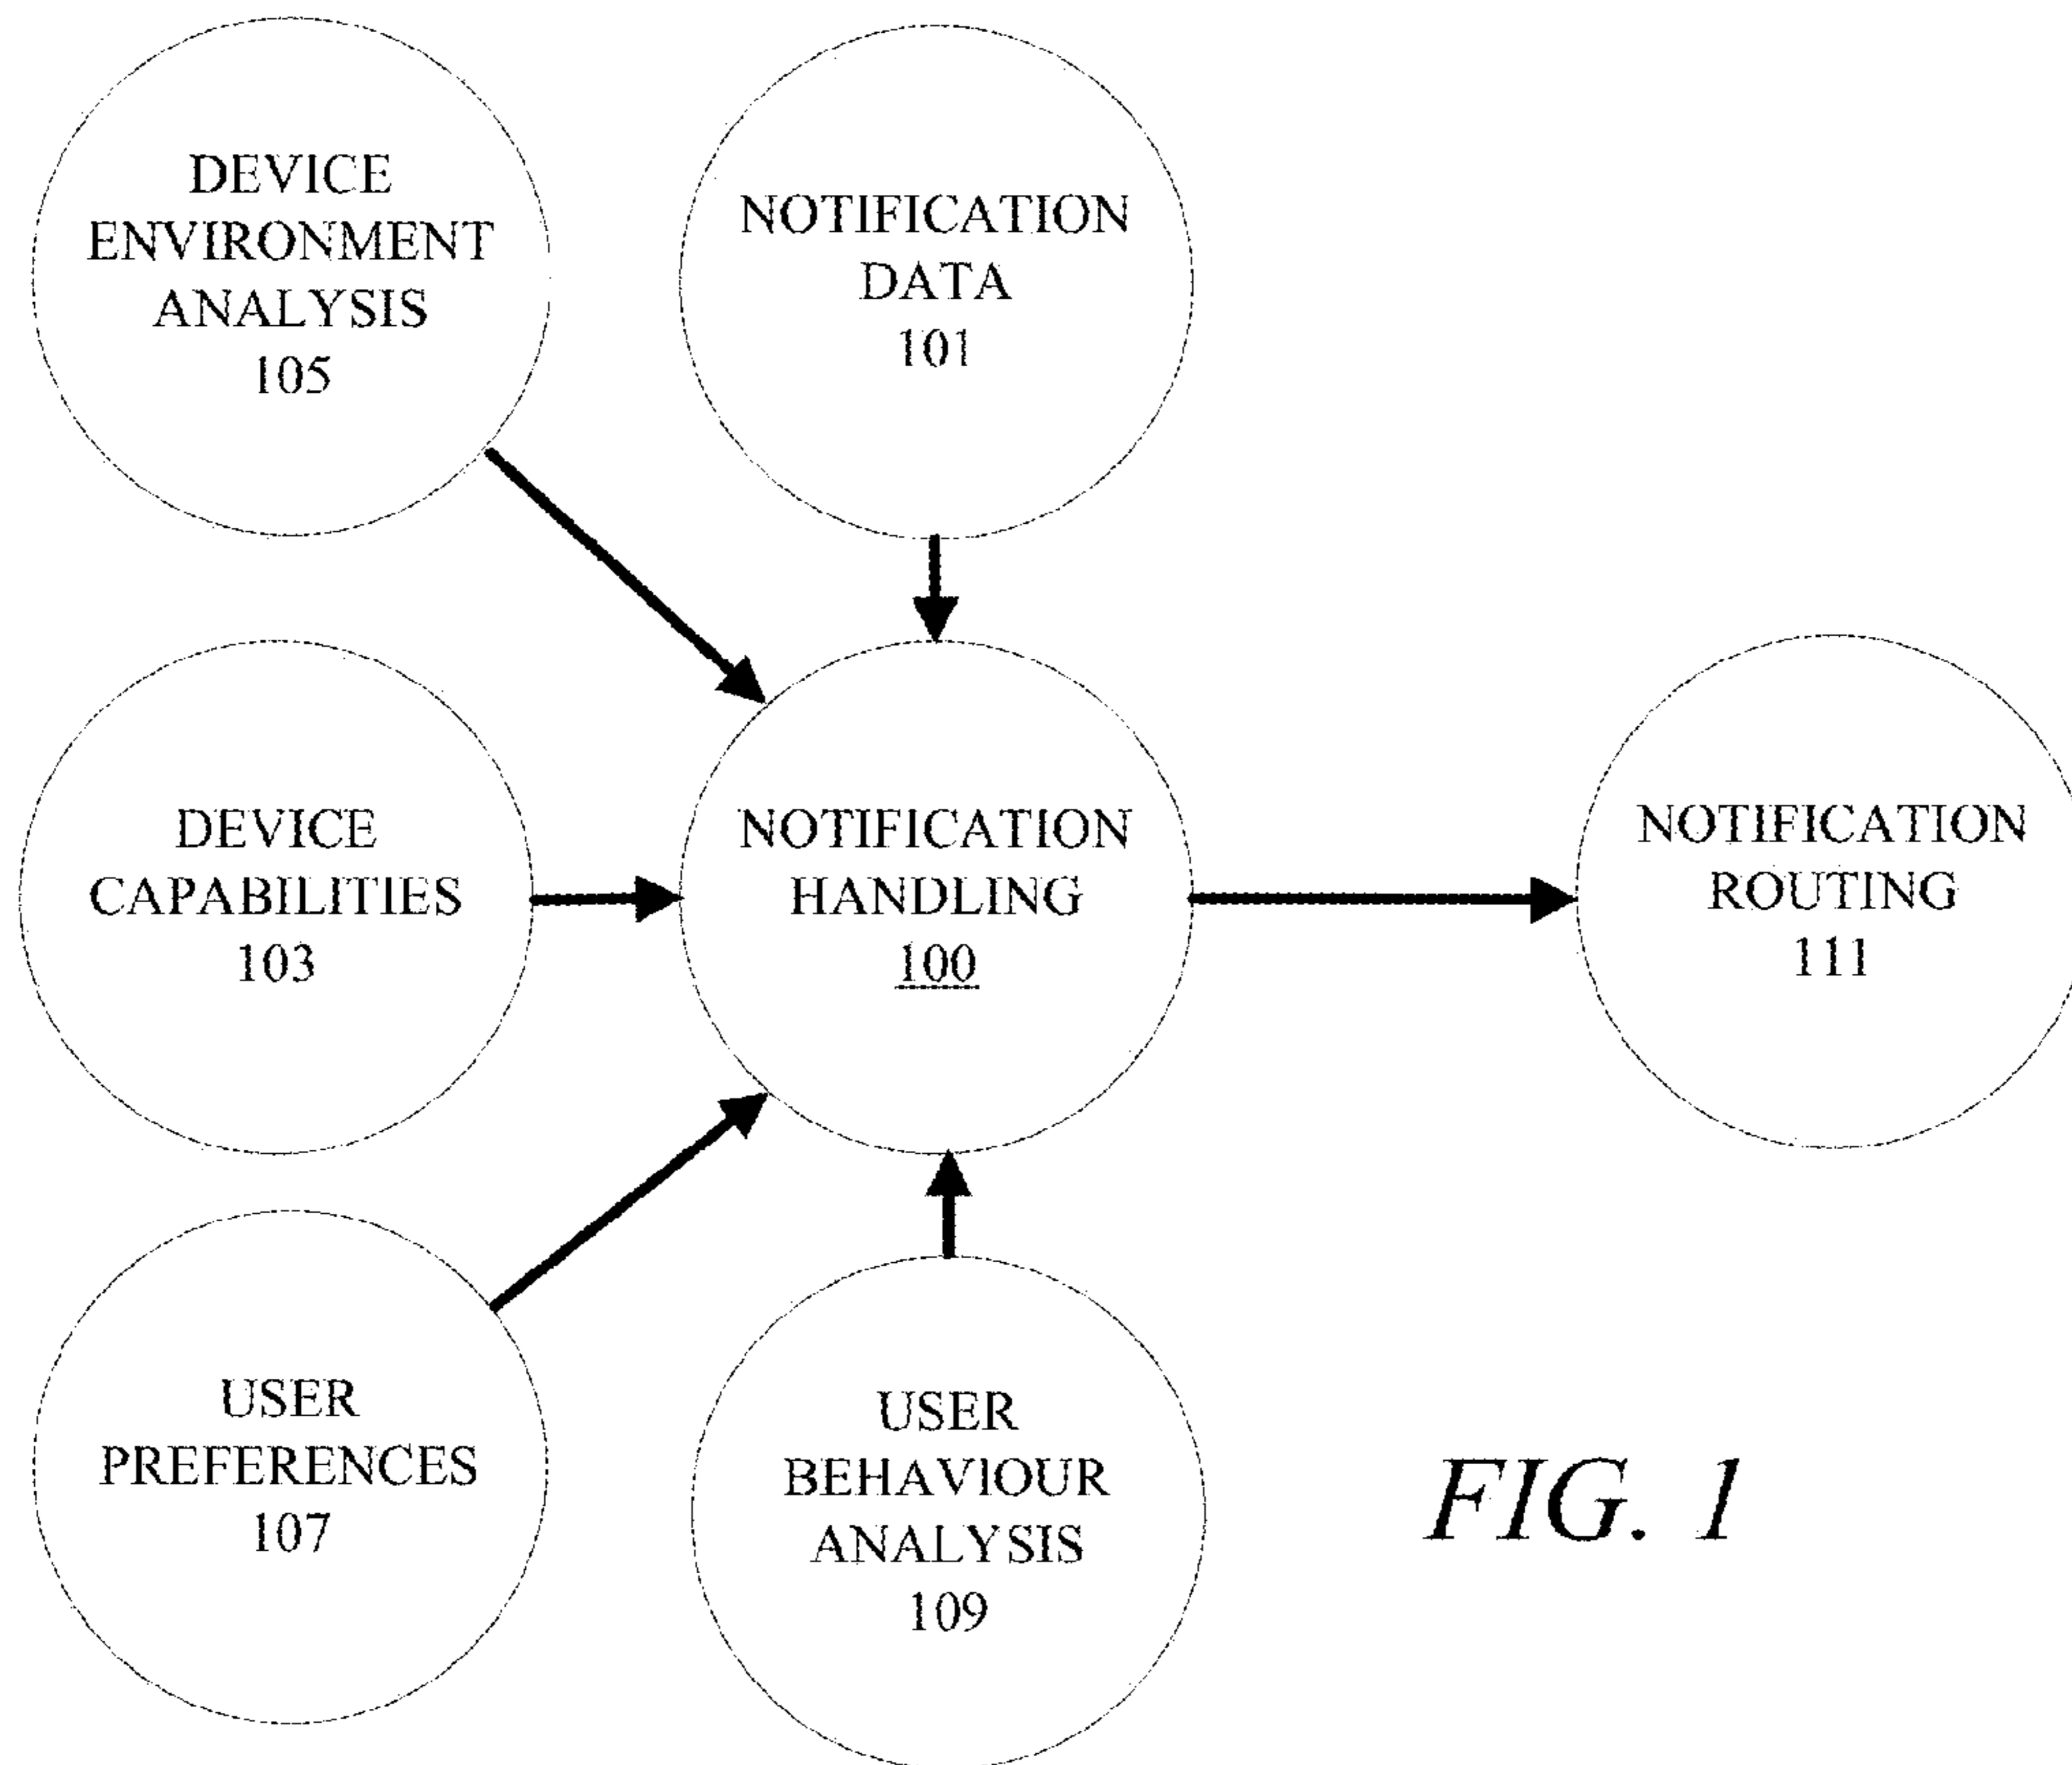 DEVICE
ENVIRONMENT
ANALYSIS
105
NOTIFICATION
DATA
101
DEVICE
CAPABILITIES
103
NOTIFICATION
HANDLING
100
NOTIFICATION
ROUTING
111
USER
PREFERENCES
107
USER
BEHAVIOUR
ANALYSIS
109
FIG. 1